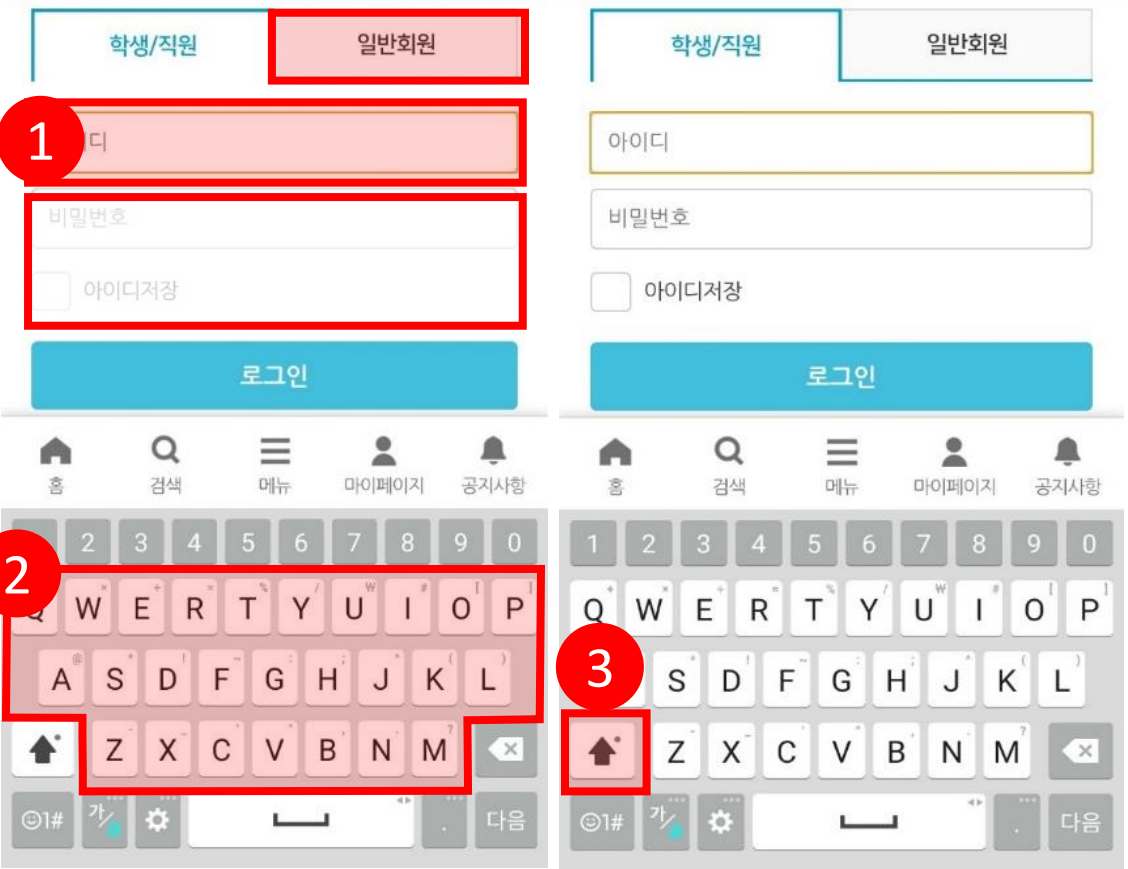 학생/직원 일반회원
1 이디
비밀번호
아이디저장
로그인
홈 검색 메뉴 마이페이지 공지사항
2 3 4 5 6 7 8 9 0
2
Q W E R T Y U I O P
A S D F G H J K L
Z X C V B N M
1# 가/ . 다음
학생/직원 일반회원
아이디
비밀번호
아이디저장
로그인
홈 검색 메뉴 마이페이지 공지사항
1 2 3 4 5 6 7 8 9 0
Q W E R T Y U I O P
3 S D F G H J K L
Z X C V B N M
1# 가/ . 다음